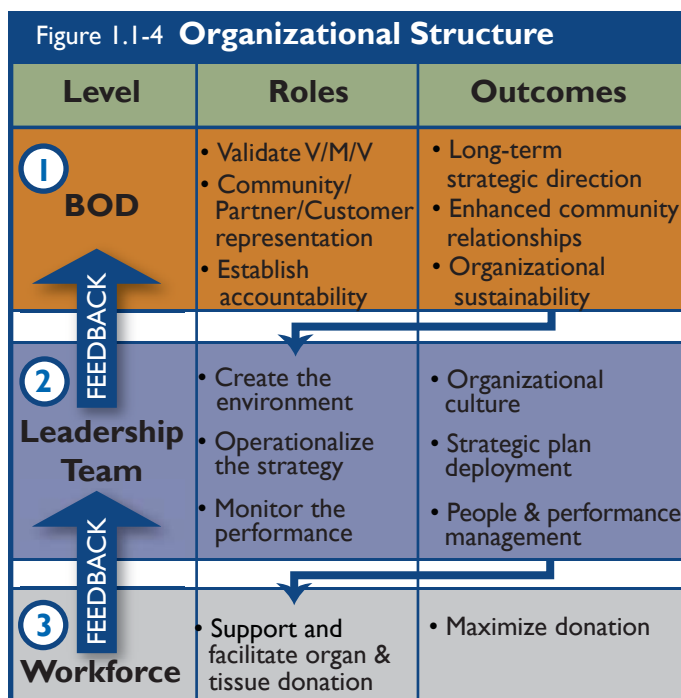 Figure 1.1-4 Organizational Structure
Level
Roles
Outcomes
1
BOD
• Validate V/M/V
• Community/
Partner/Customer
representation
• Establish
accountability
• Long-term
strategic direction
• Enhanced community
relationships
• Organizational
sustainability
FEEDBACK
2
Leadership
Team
• Create the
environment
• Operationalize
the strategy
• Monitor the
performance
• Organizational
culture
• Strategic plan
deployment
• People & performance
management
FEEDBACK
3
Workforce
• Support and
facilitate organ &
tissue donation
• Maximize donation